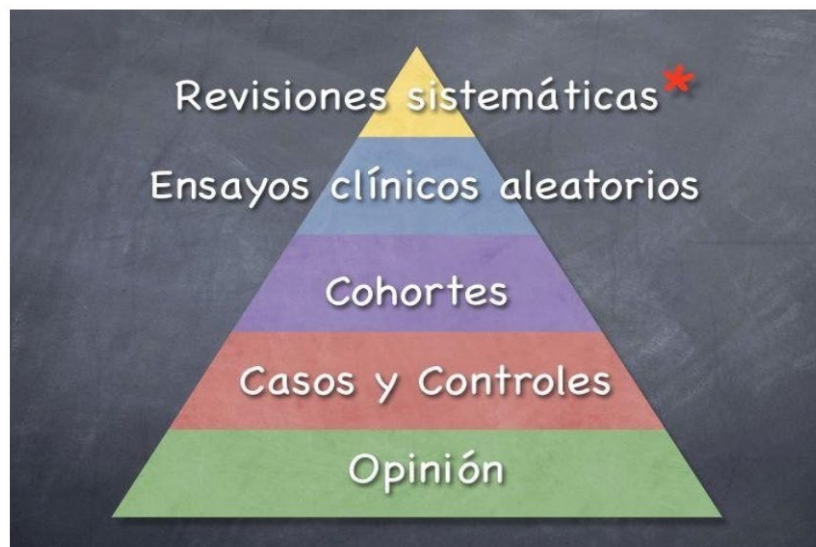 Revisiones sistemáticas*
Ensayos clínicos aleatorios
Cohortes
Casos y Controles
Opinión